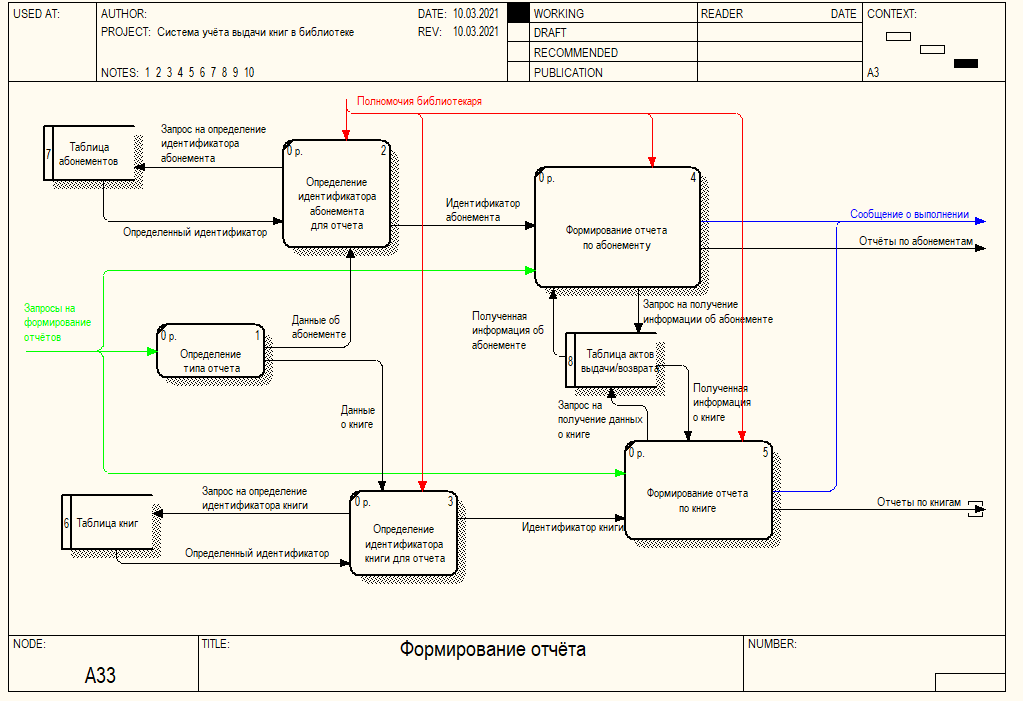 USED AT:
AUTHOR:
DATE: 10.03.2021
PROJECT: Система учёта выдачи книг в библиотеке
REV: 10.03.2021
NOTES: 1 2 3 4 5 6 7 8 9 10
WORKING
DRAFT
RECOMMENDED
PUBLICATION
READER
DATE
CONTEXT:
A3
Полномочия библиотекаря
7
Таблица
абонементов
Запрос на определение
идентификатора
абонемента
0 р.
2
Определение
идентификатора
абонемента
для отчета
Определенный идентификатор
Идентификатор
абонемента
0 р.
4
Формирование отчета
по абонементу
Сообщение о выполнении
Отчёты по абонементам
Запросы на
формирование
отчётов
0 р.
1
Определение
типа отчета
Данные об
абонементе
Данные
о книге
Полученная
информация об
абонементе
Запрос на получение
информации об абонементе
8
Таблица актов
выдачи/возврата
Полученная
информация
о книге
Запрос на
получение данных
о книге
0 р.
5
Формирование отчета
по книге
Отчеты по книгам
6
Таблица книг
Запрос на определение
идентификатора книги
Определенный идентификатор
0 р.
3
Определение
идентификатора
книги для отчета
Идентификатор книги
NODE:
A33
TITLE:
Формирование отчёта
NUMBER: